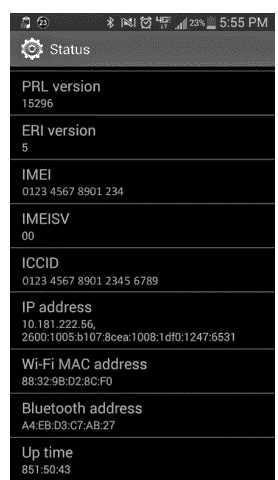 23 4G LTE 23% 5:55 PM
Status
PRL version
15296
ERI version
5
IMEI
0123 4567 8901 234
IMEISV
00
ICCID
0123 4567 8901 2345 6789
IP address
10.181.222.56,
2600:1005:b107:8cea:1008:1df0:1247:6531
Wi-Fi MAC address
88:32:9B:D2:8C:F0
Bluetooth address
A4:EB:D3:C7:AB:27
Up time
851:50:43